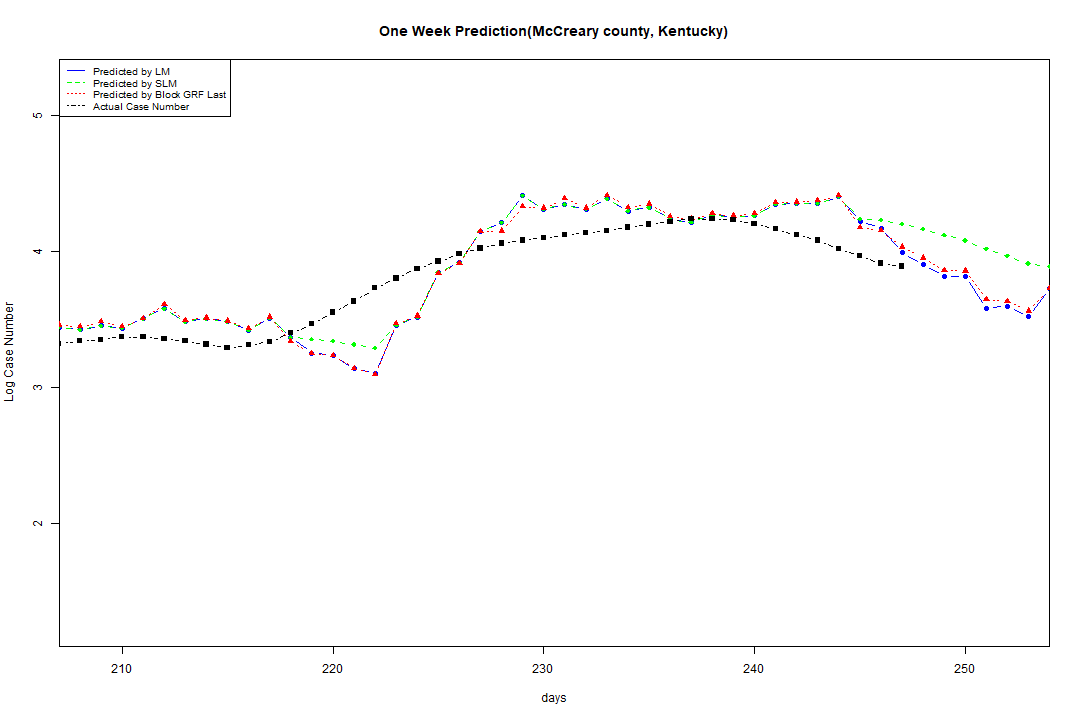 One Week Prediction(McCreary county, Kentucky)
Predicted by LM
Predicted by SLM
Predicted by Block GRF Last
Actual Case Number
5
4
3
2
Log Case Number
210 220 230 240 250
days